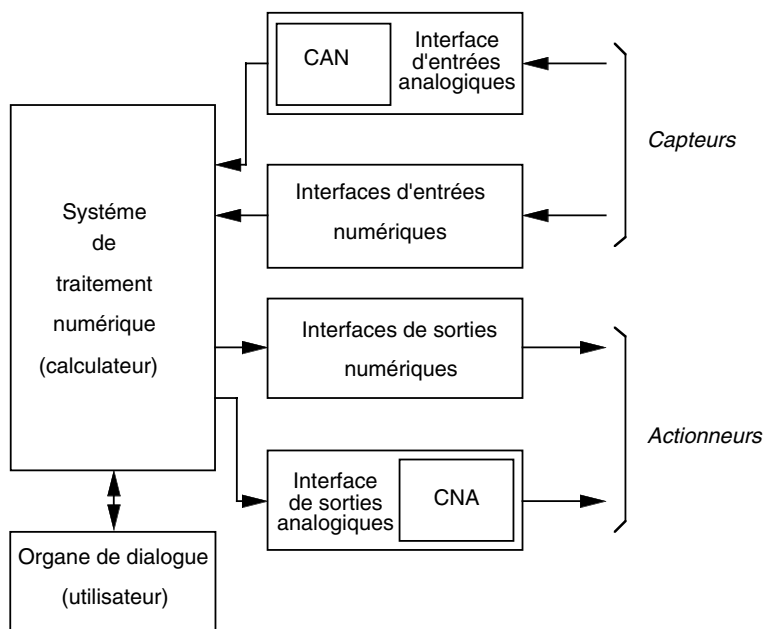 CAN
Interface
d'entrées
analogiques
Capteurs
Interfaces d'entrées
numériques
Systéme
de
traitement
numérique
(calculateur)
Interfaces de sorties
numériques
Actionneurs
Interface
de sorties
analogiques
CNA
Organe de dialogue
(utilisateur)